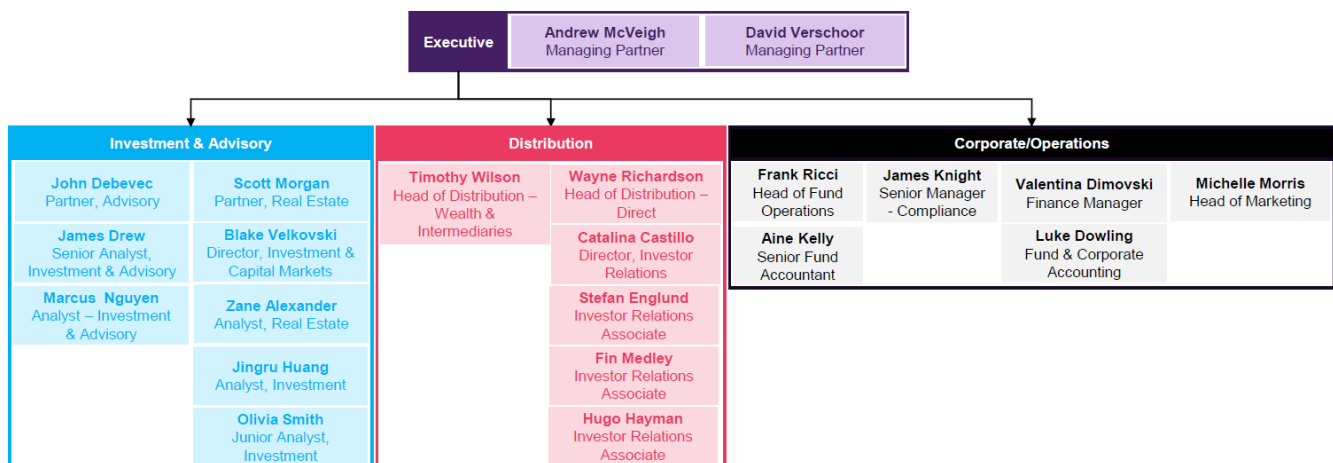 Executive
Andrew McVeigh
Managing Partner
David Verschoor
Managing Partner
Investment & Advisory
John Debevec
Partner, Advisory
James Drew
Senior Analyst,
Investment & Advisory
Marcus Nguyen
Analyst – Investment
& Advisory
Scott Morgan
Partner, Real Estate
Blake Velkovski
Director, Investment &
Capital Markets
Zane Alexander
Analyst, Real Estate
Jingru Huang
Analyst, Investment
Olivia Smith
Junior Analyst,
Investment
Distribution
Timothy Wilson
Head of Distribution –
Wealth &
Intermediaries
Wayne Richardson
Head of Distribution –
Direct
Catalina Castillo
Director, Investor
Relations
Stefan Englund
Investor Relations
Associate
Fin Medley
Investor Relations
Associate
Hugo Hayman
Investor Relations
Associate
Corporate/Operations
Frank Ricci
Head of Fund
Operations
Aine Kelly
Senior Fund
Accountant
James Knight
Senior Manager
- Compliance
Valentina Dimovski
Finance Manager
Luke Dowling
Fund & Corporate
Accounting
Michelle Morris
Head of Marketing